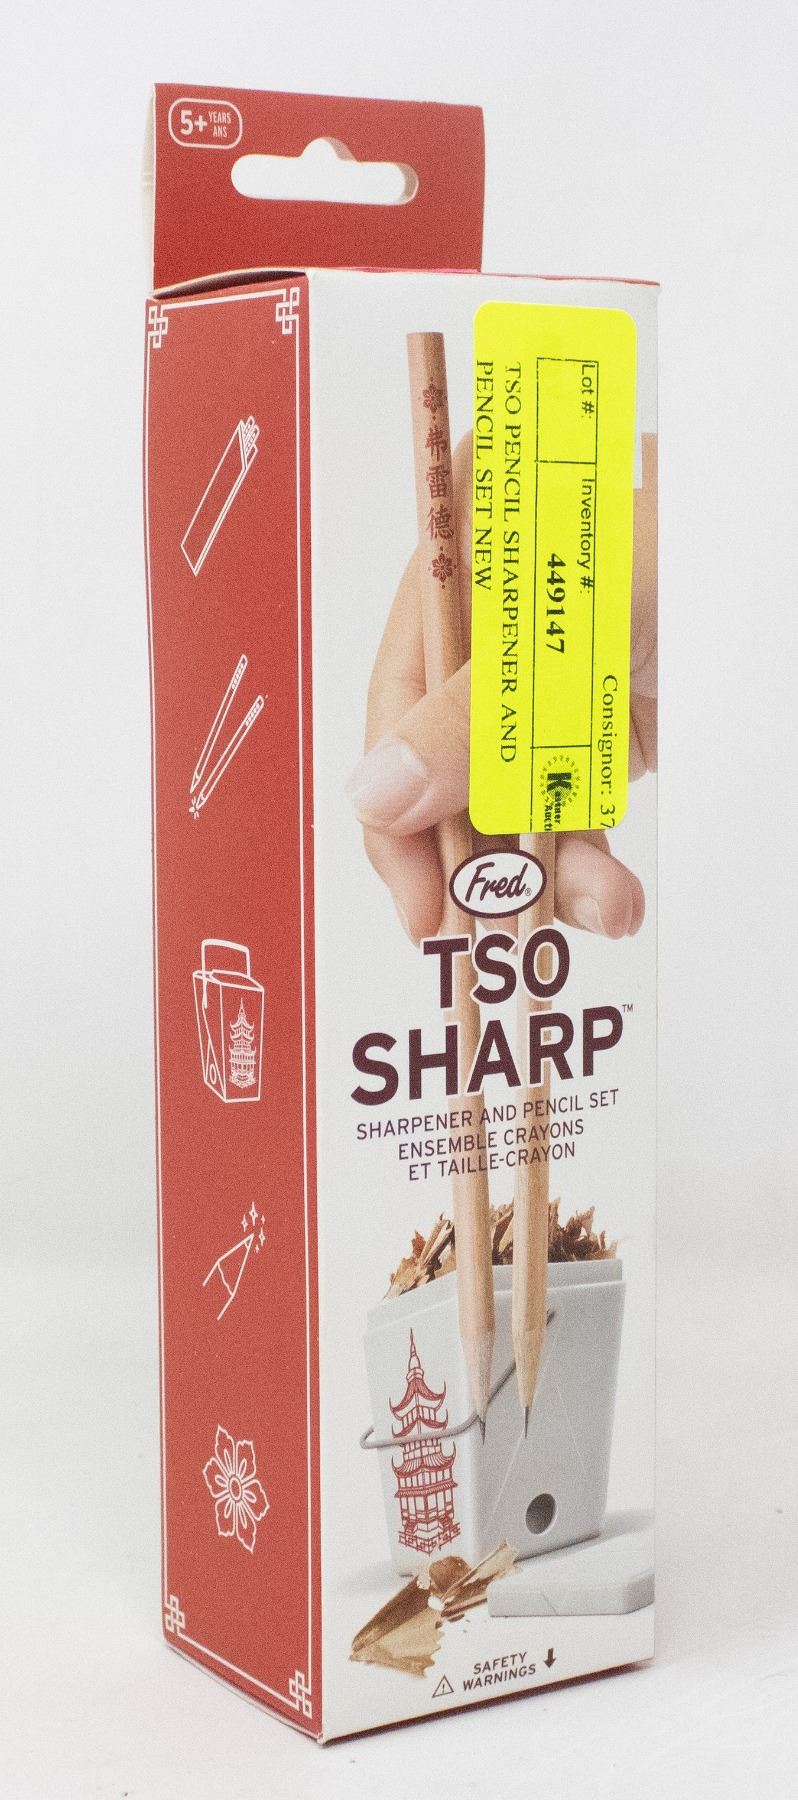 5+ YEARS
ANS
弗雷德
Lot #:
Inventory #:
Consignor: 37
449147
TSO PENCIL SHARPENER AND
PENCIL SET NEW
Fred®
TSO
SHARP™
SHARPENER AND PENCIL SET
ENSEMBLE CRAYONS
ET TAILLE-CRAYON
SAFETY
WARNINGS